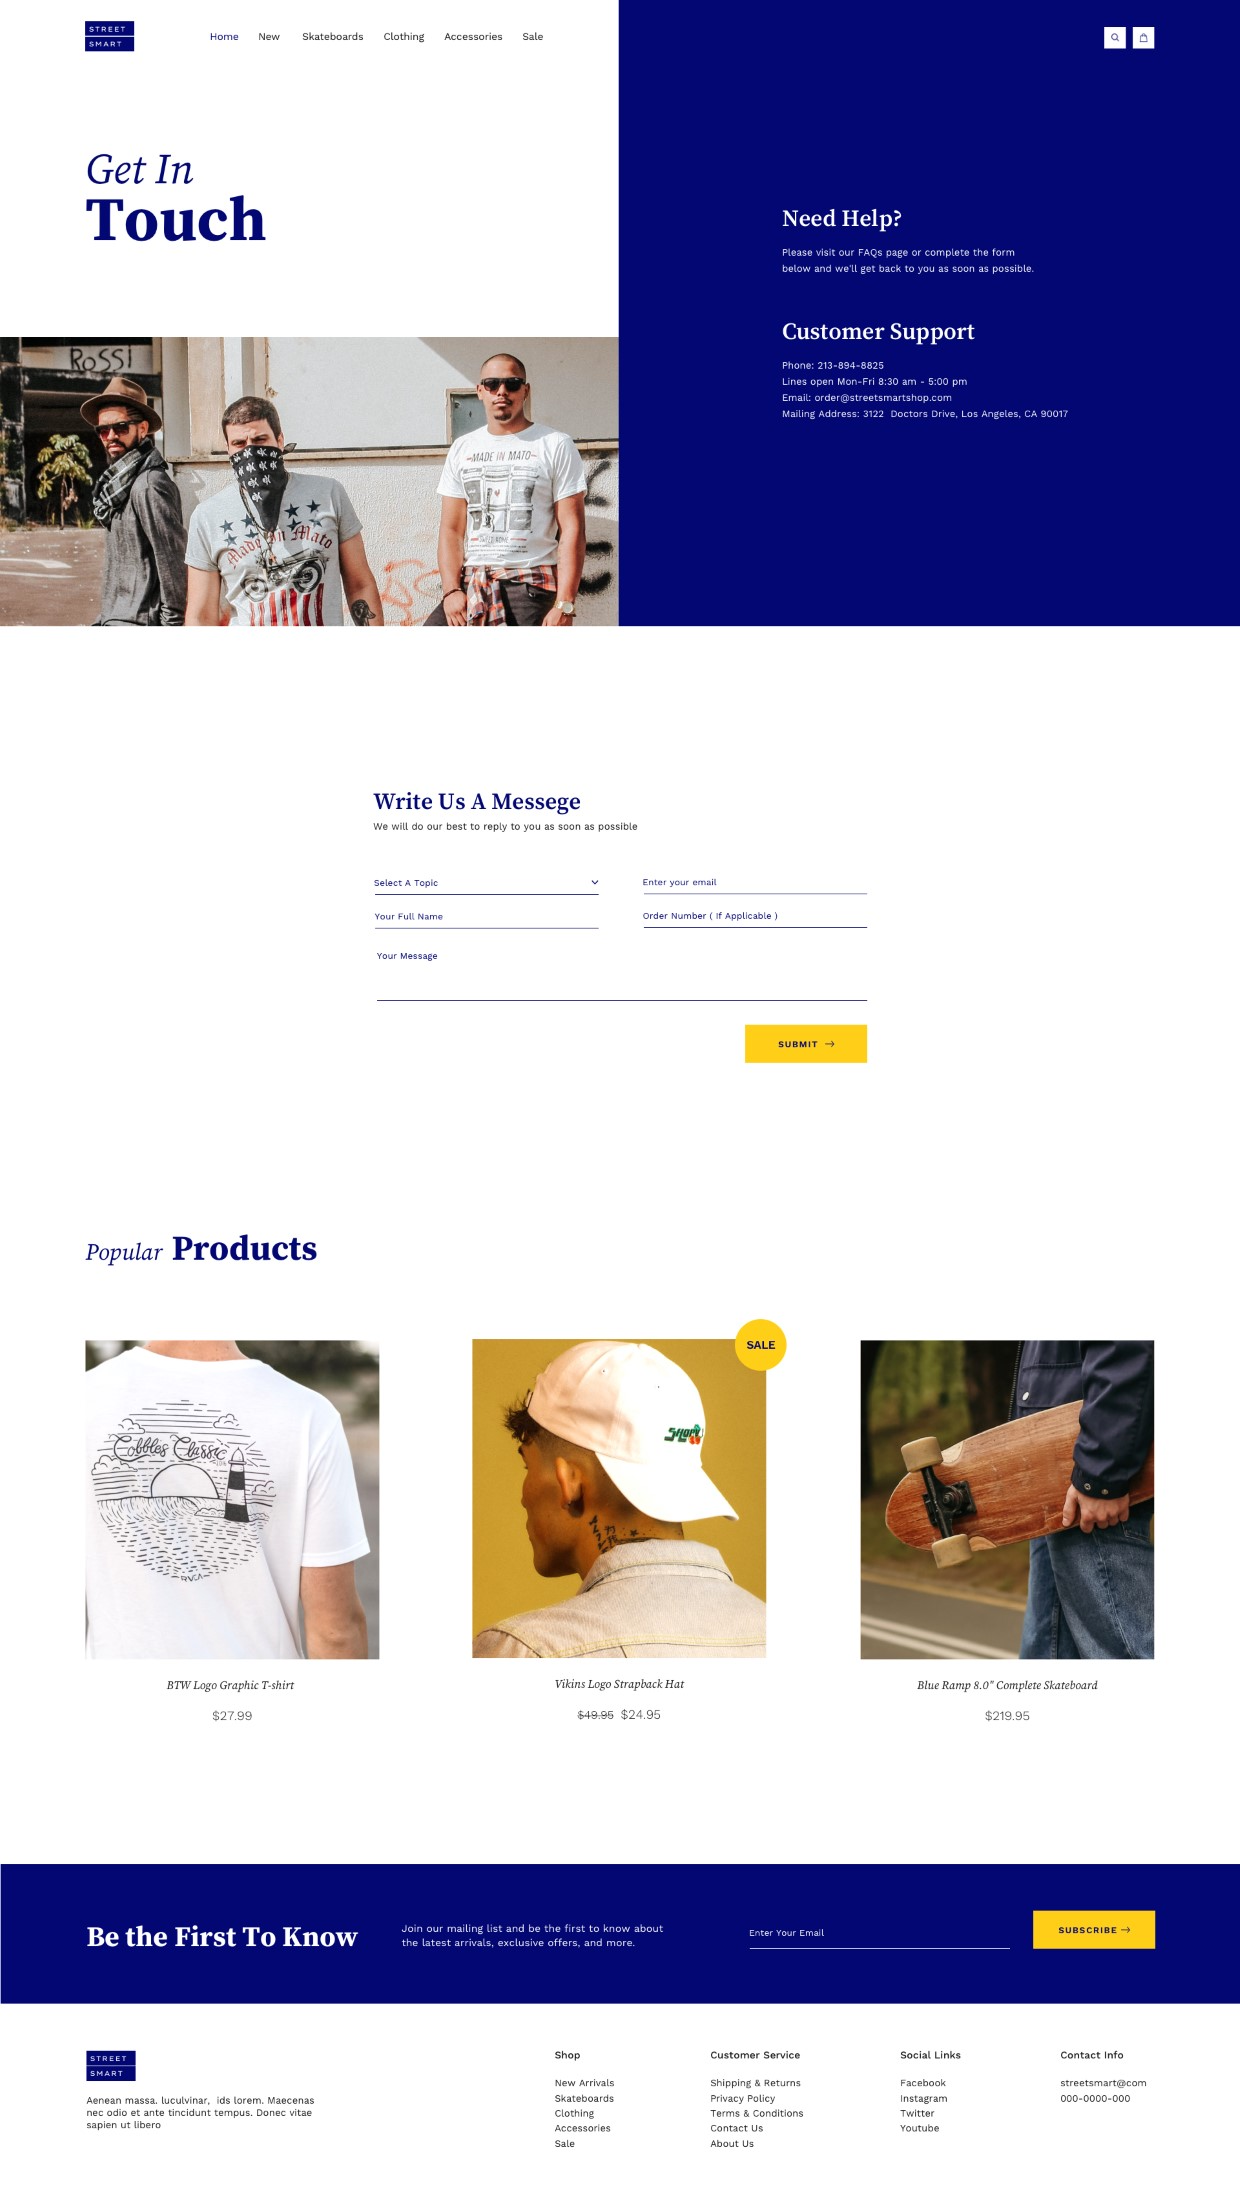 STREET
SMART
Home New Skateboards Clothing Accessories Sale
Get In
Touch
Need Help?
Please visit our FAQs page or complete the form
below and we'll get back to you as soon as possible.
Customer Support
Phone: 213-894-8825
Lines open Mon-Fri 8:30 am - 5:00 pm
Email: order@streetsmartshop.com
Mailing Address: 3122 Doctors Drive, Los Angeles, CA 90017
ROSSI
MADE IN MATO
Made In Mato
Write Us A Messege
We will do our best to reply to you as soon as possible
Select A Topic
Enter your email
Your Full Name
Order Number ( If Applicable )
Your Message
SUBMIT →
Popular Products
SALE
Cobbles Classic
RVCA
BTW Logo Graphic T-shirt
$27.99
Vikins Logo Strapback Hat
$49.95 $24.95
Blue Ramp 8.0" Complete Skateboard
$219.95
Be the First To Know
Join our mailing list and be the first to know about
the latest arrivals, exclusive offers, and more.
Enter Your Email
SUBSCRIBE →
STREET
SMART
Aenean massa. luculvinar, ids lorem. Maecenas
nec odio et ante tincidunt tempus. Donec vitae
sapien ut libero
Shop
New Arrivals
Skateboards
Clothing
Accessories
Sale
Customer Service
Shipping & Returns
Privacy Policy
Terms & Conditions
Contact Us
About Us
Social Links
Facebook
Instagram
Twitter
Youtube
Contact Info
streetsmart@com
000-0000-000